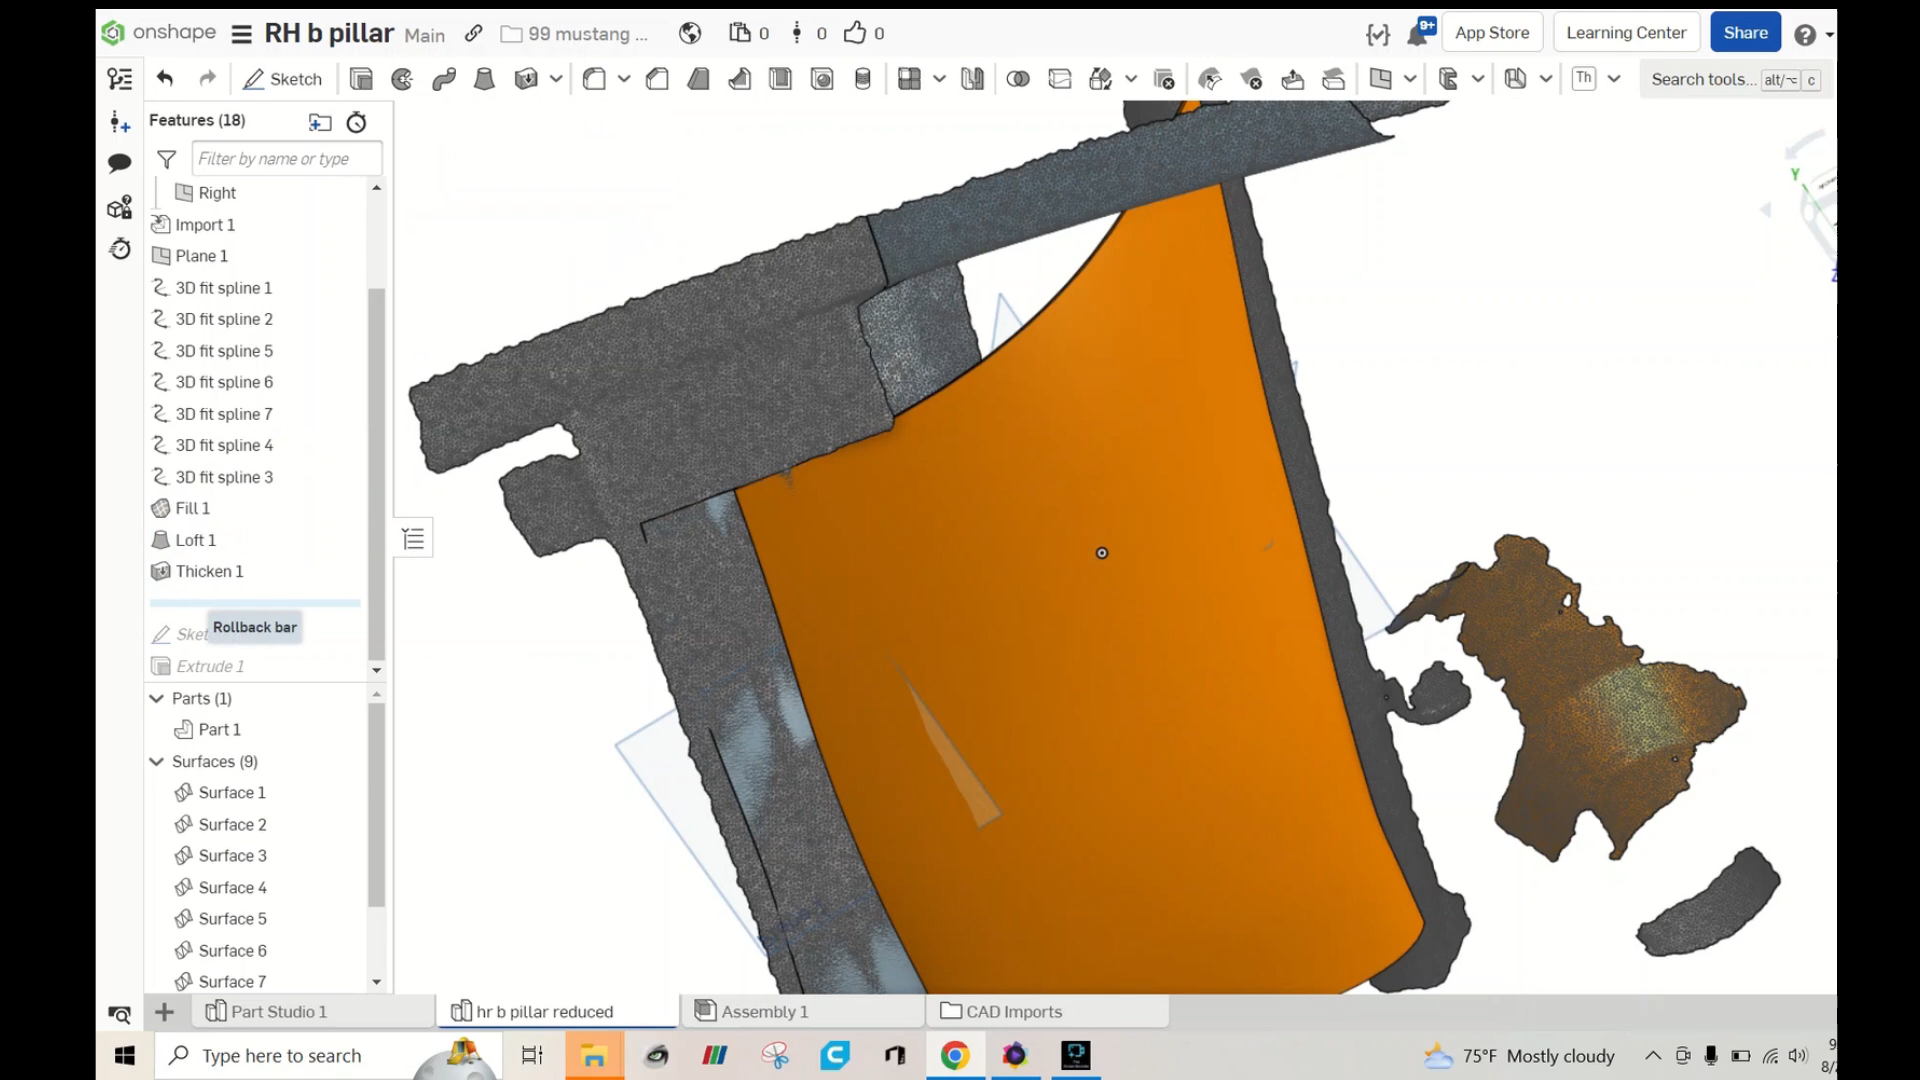 onshape RH b pillar Main 99 mustang ... 0 0 0 9+ App Store Learning Center Share
Sketch Th Search tools... alt/⌥ c
Features (18)
Filter by name or type
Right
Import 1
Plane 1
3D fit spline 1
3D fit spline 2
3D fit spline 5
3D fit spline 6
3D fit spline 7
3D fit spline 4
3D fit spline 3
Fill 1
Loft 1
Thicken 1
Rollback bar
Extrude 1
Parts (1)
Part 1
Surfaces (9)
Surface 1
Surface 2
Surface 3
Surface 4
Surface 5
Surface 6
Surface 7
Y
Z
Part Studio 1 hr b pillar reduced Assembly 1 CAD Imports
Type here to search 75°F Mostly cloudy